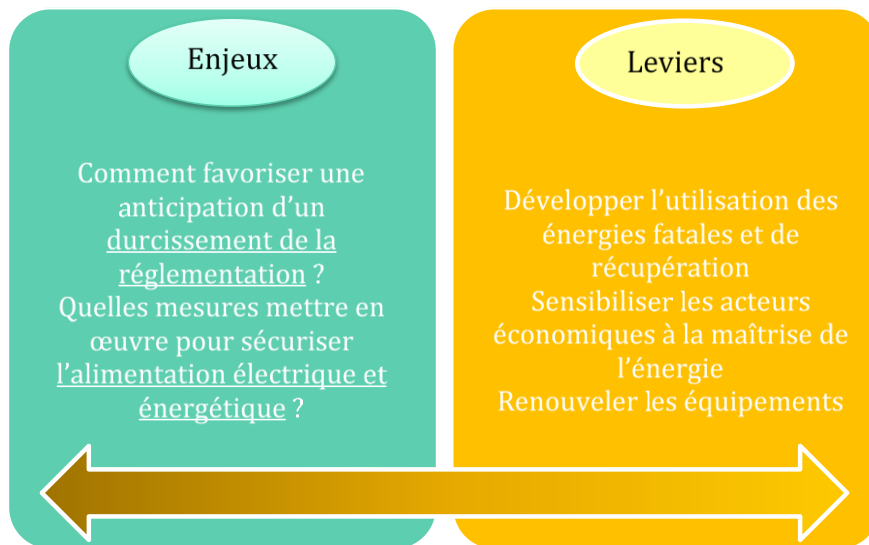 Enjeux
Comment favoriser une
anticipation d’un
durcissement de la
réglementation ?
Quelles mesures mettre en
œuvre pour sécuriser
l’alimentation électrique et
énergétique ?
Leviers
Développer l’utilisation des
énergies fatales et de
récupération
Sensibiliser les acteurs
économiques à la maîtrise de
l’énergie
Renouveler les équipements